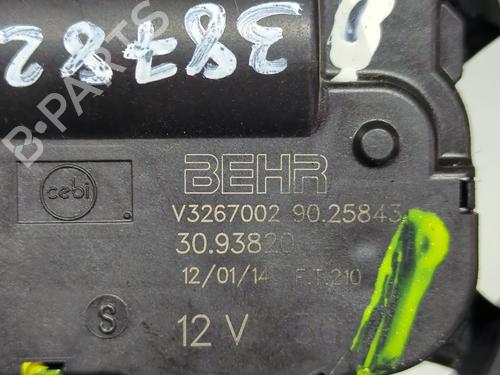 38782
B-PARTS
cebi
BEHR
V3267002 90.25843
30.93820
12/01/14 F.T.210
S
12 V